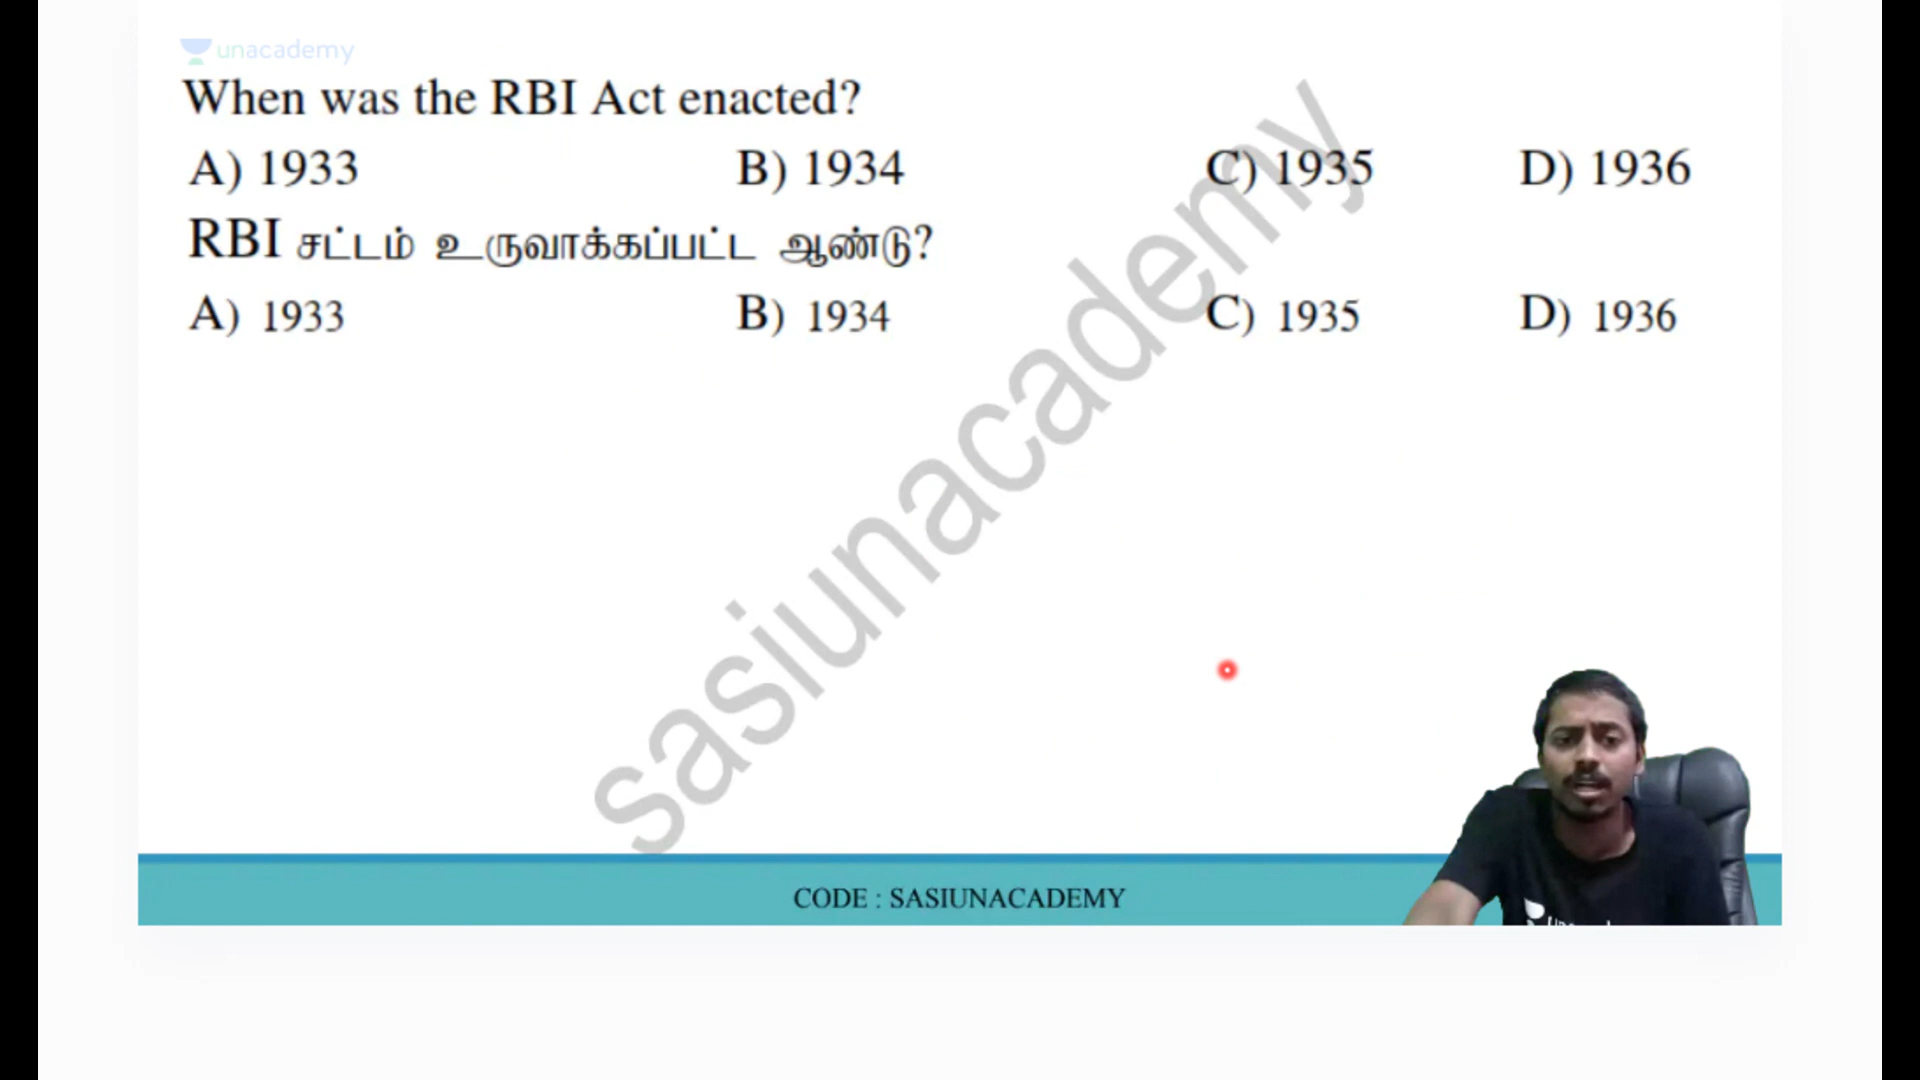 unacademy
When was the RBI Act enacted?
A) 1933 B) 1934 C) 1935 D) 1936
RBI சட்டம் உருவாக்கப்பட்ட ஆண்டு?
A) 1933 B) 1934 C) 1935 D) 1936
sasiunacademy
CODE : SASIUNACADEMY